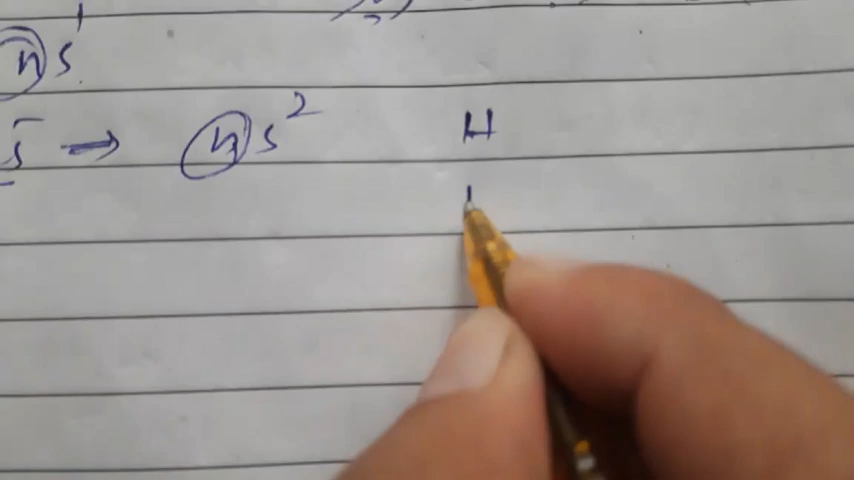 ns¹
s → ns² H